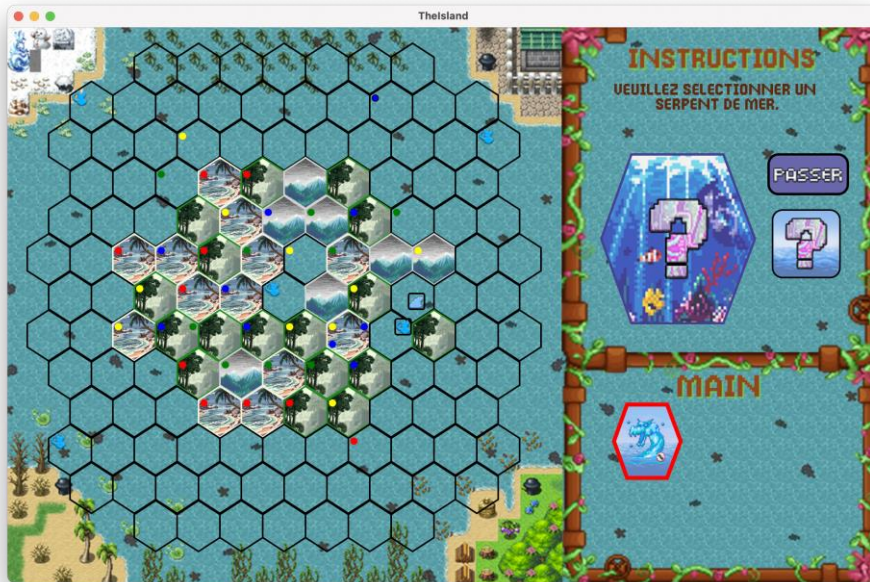 TheIsland
INSTRUCTIONS
VEUILLEZ SELECTIONNER UN
SERPENT DE MER.
PASSER
?
?
MAIN